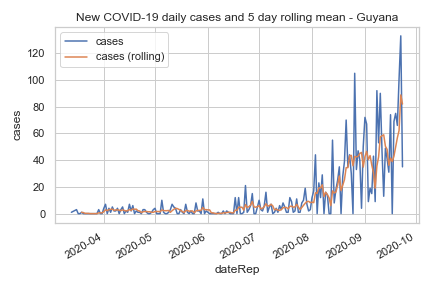 New COVID-19 daily cases and 5 day rolling mean - Guyana
cases
cases (rolling)
120
100
80
60
40
20
0
cases
2020-04
2020-05
2020-06
2020-07
2020-08
2020-09
2020-10
dateRep